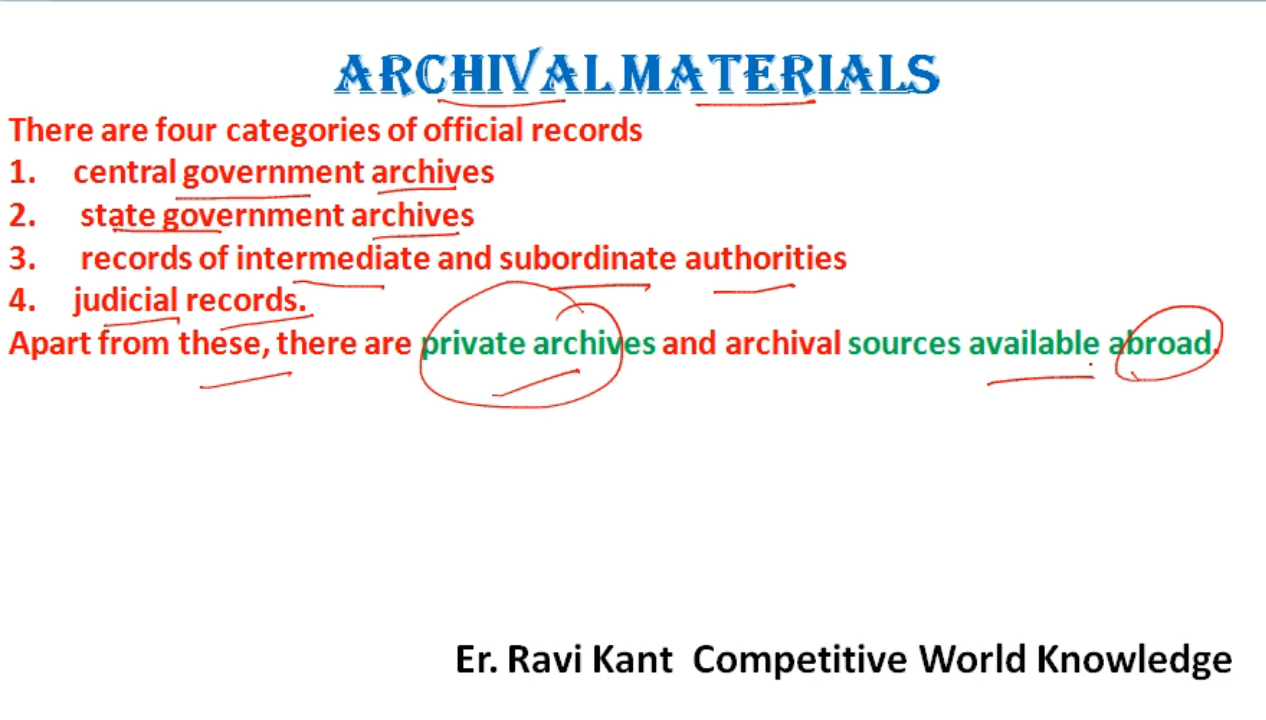 ARCHIVAL MATERIALS
There are four categories of official records
1. central government archives
2. state government archives
3. records of intermediate and subordinate authorities
4. judicial records.
Apart from these, there are private archives and archival sources available abroad.
Er. Ravi Kant Competitive World Knowledge